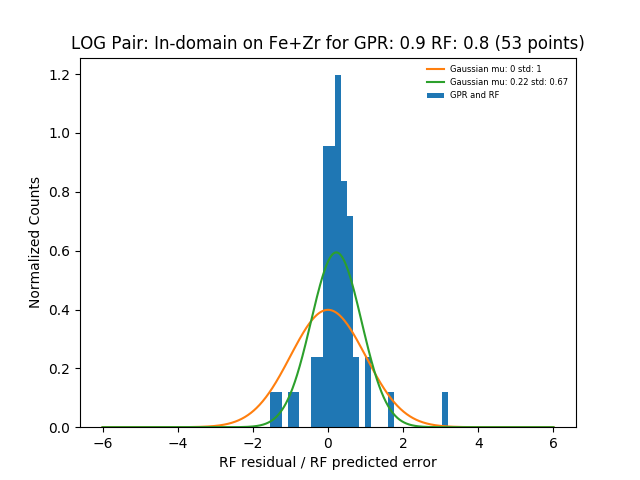 LOG Pair: In-domain on Fe+Zr for GPR: 0.9 RF: 0.8 (53 points)
Gaussian mu: 0 std: 1
Gaussian mu: 0.22 std: 0.67
GPR and RF
Normalized Counts
1.2
1.0
0.8
0.6
0.4
0.2
0.0
−6 −4 −2 0 2 4 6
RF residual / RF predicted error